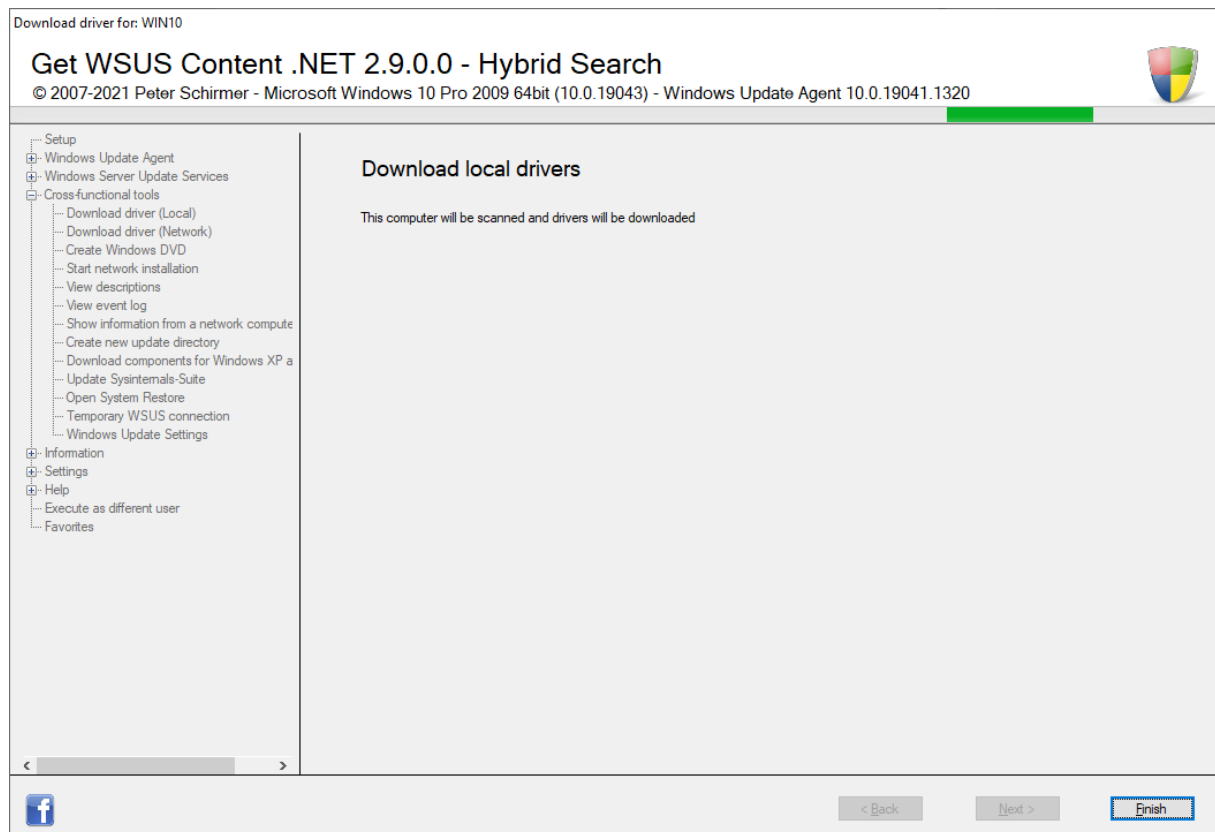 Download driver for: WIN10
Get WSUS Content .NET 2.9.0.0 - Hybrid Search
© 2007-2021 Peter Schirmer - Microsoft Windows 10 Pro 2009 64bit (10.0.19043) - Windows Update Agent 10.0.19041.1320
Setup
Windows Update Agent
Windows Server Update Services
Cross-functional tools
Download driver (Local)
Download driver (Network)
Create Windows DVD
Start network installation
View descriptions
View event log
Show information from a network compute
Create new update directory
Download components for Windows XP a
Update Sysinternals-Suite
Open System Restore
Temporary WSUS connection
Windows Update Settings
Information
Settings
Help
Execute as different user
Favorites
Download local drivers
This computer will be scanned and drivers will be downloaded
< Back
Next >
Finish